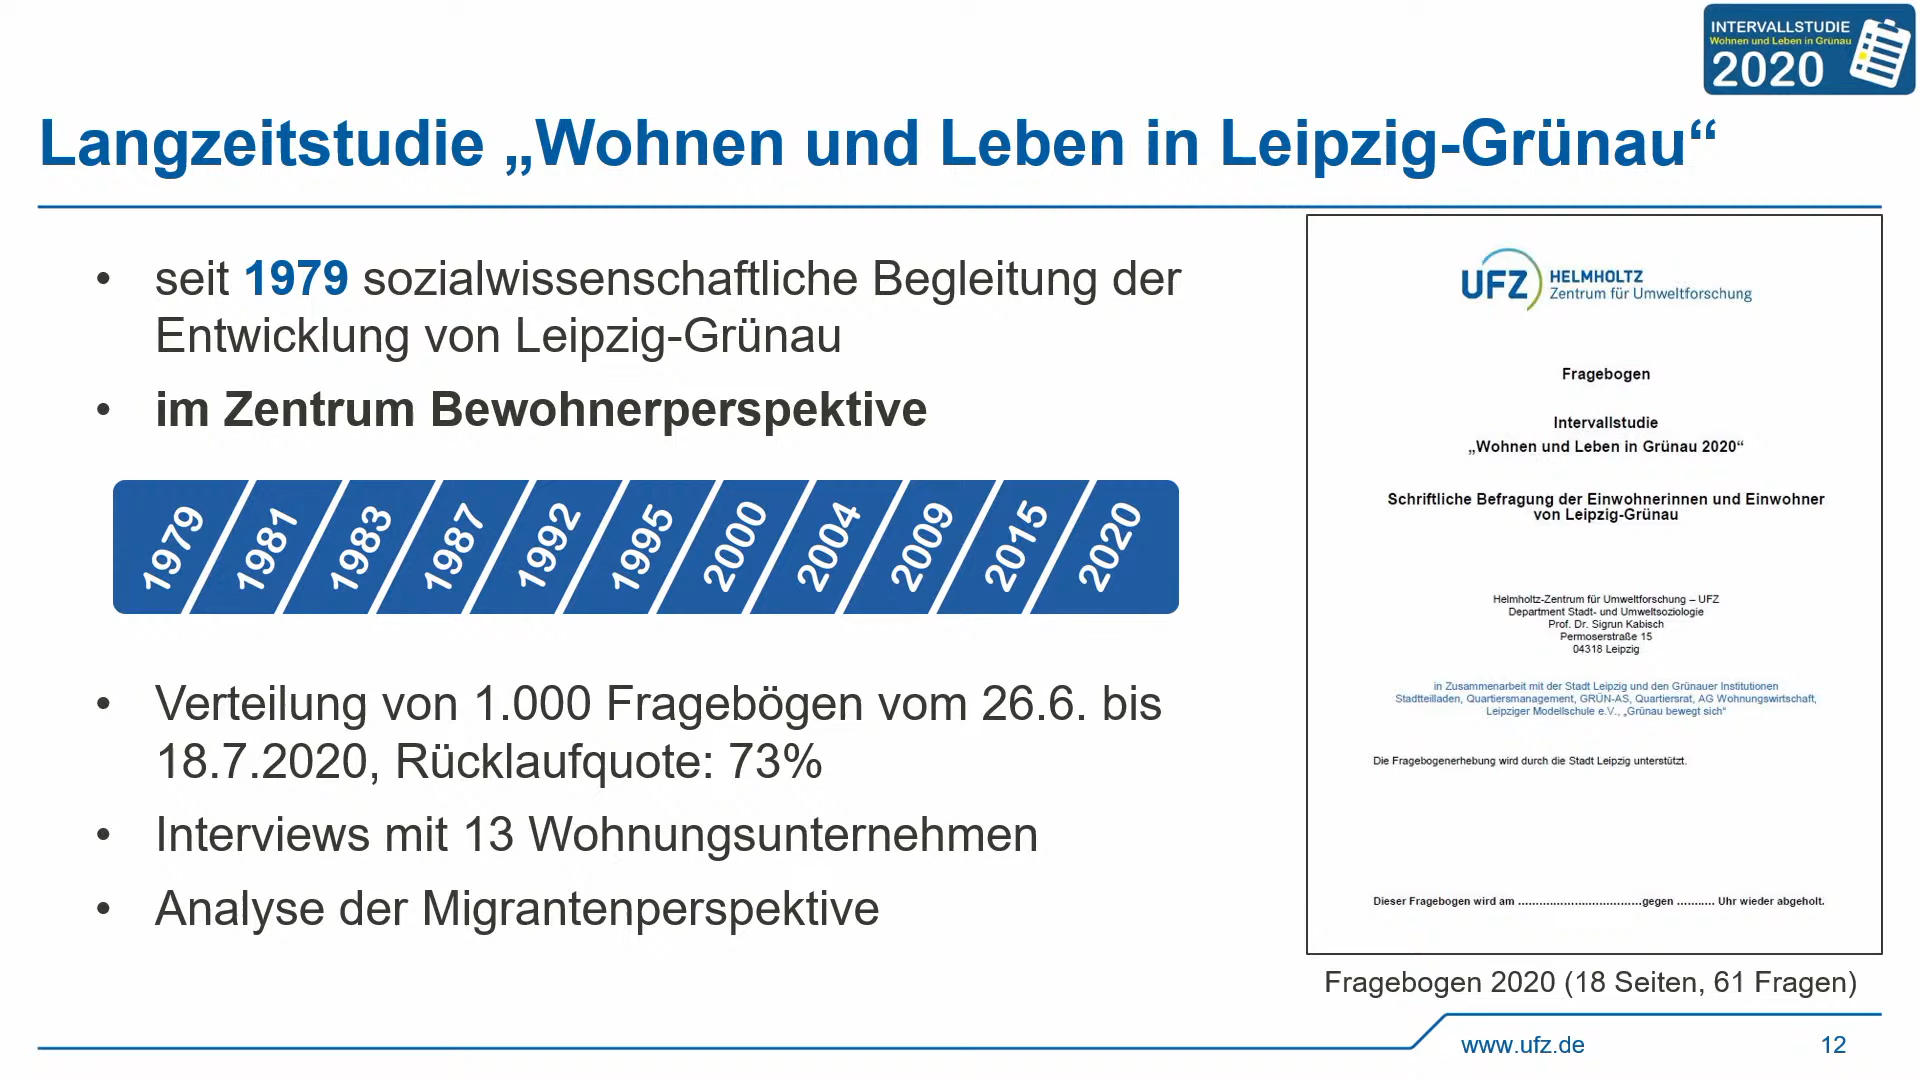 INTERVALLSTUDIE
Wohnen und Leben in Grünau
2020
Langzeitstudie „Wohnen und Leben in Leipzig-Grünau“
• seit 1979 sozialwissenschaftliche Begleitung der
Entwicklung von Leipzig-Grünau
• im Zentrum Bewohnerperspektive
1979 1981 1983 1987 1992 1995 2000 2004 2009 2015 2020
• Verteilung von 1.000 Fragebögen vom 26.6. bis
18.7.2020, Rücklaufquote: 73%
• Interviews mit 13 Wohnungsunternehmen
• Analyse der Migrantenperspektive
UFZ HELMHOLTZ
Zentrum für Umweltforschung
Fragebogen
Intervallstudie
„Wohnen und Leben in Grünau 2020“
Schriftliche Befragung der Einwohnerinnen und Einwohner
von Leipzig-Grünau
Helmholtz-Zentrum für Umweltforschung – UFZ
Department Stadt- und Umweltsoziologie
Prof. Dr. Sigrun Kabisch
Permoserstraße 15
04318 Leipzig
in Zusammenarbeit mit der Stadt Leipzig und den Grünauer Institutionen
Stadtteilladen, Quartiersmanagement, GRÜN-AS, Quartiersrat, AG Wohnungswirtschaft,
Leipziger Modellschule e.V., „Grünau bewegt sich“
Die Fragebogenerhebung wird durch die Stadt Leipzig unterstützt.
Dieser Fragebogen wird am ..................................gegen ........... Uhr wieder abgeholt.
Fragebogen 2020 (18 Seiten, 61 Fragen)
www.ufz.de 12